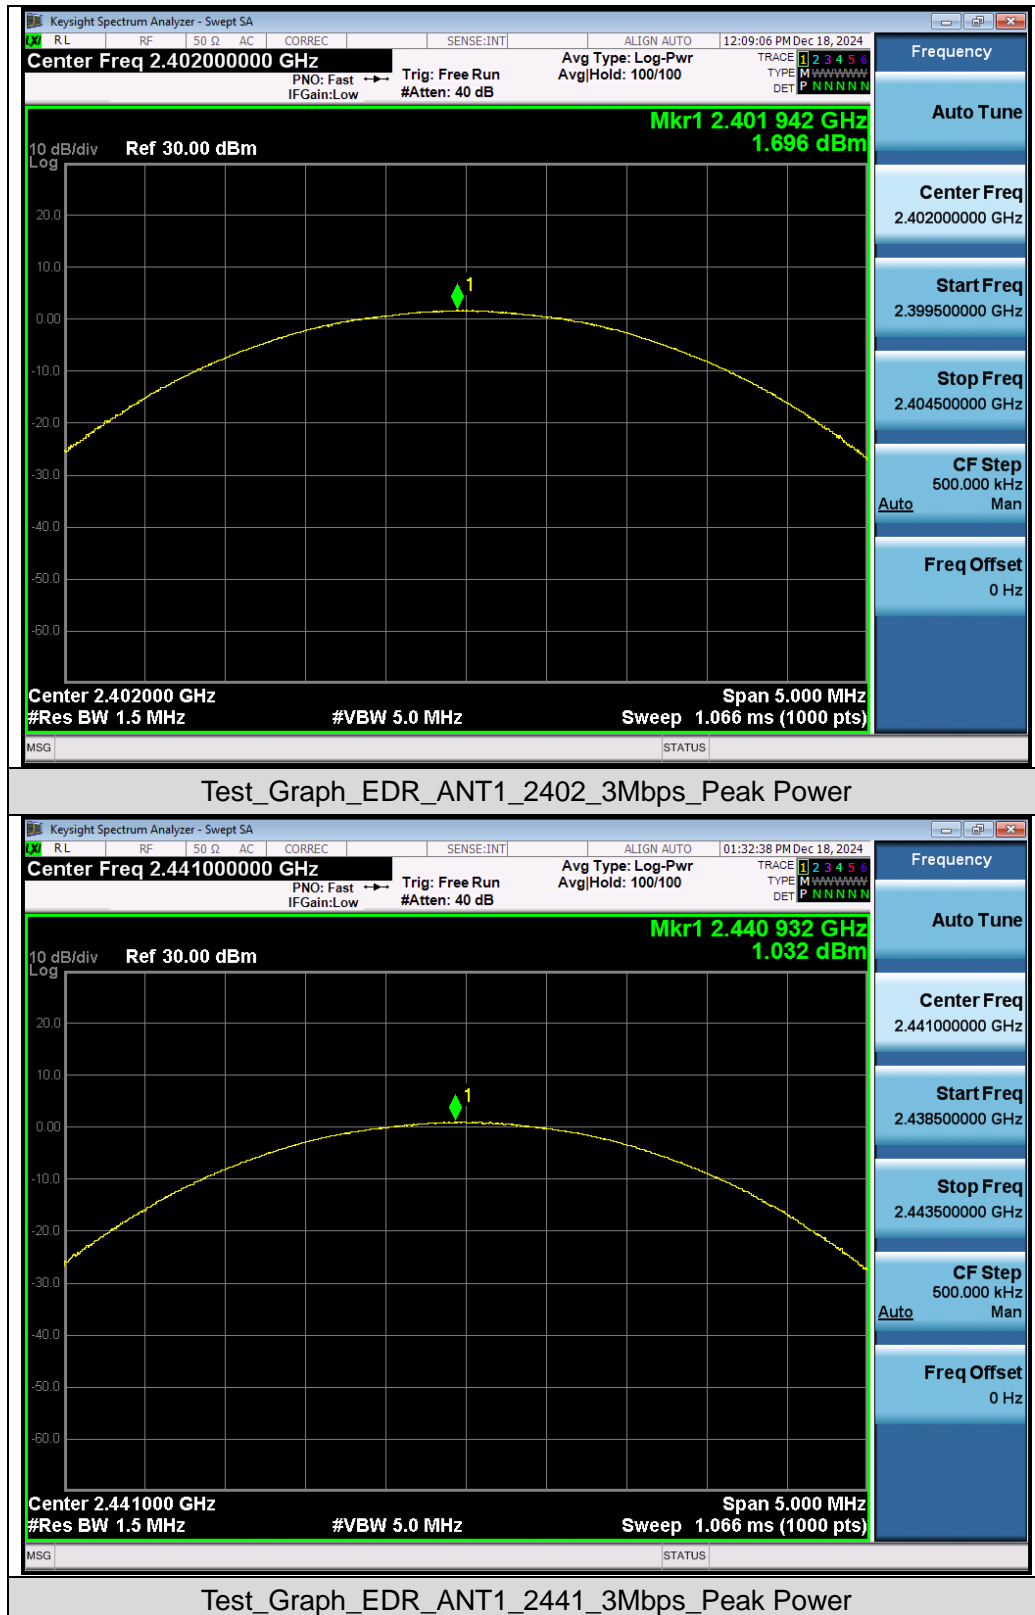 Keysight Spectrum Analyzer - Swept SA
LXI RL RF 50 Ω AC CORREC SENSE:INT ALIGN AUTO 12:09:06 PM Dec 18, 2024
Center Freq 2.402000000 GHz
PNO: Fast
IFGain:Low
Trig: Free Run
#Atten: 40 dB
Avg Type: Log-Pwr
Avg|Hold: 100/100
TRACE 1 2 3 4 5 6
TYPE M WWWWW
DET P N N N N N
Mkr1 2.401 942 GHz
1.696 dBm
10 dB/div Ref 30.00 dBm
Log
20.0
10.0
1
0.00
-10.0
-20.0
-30.0
-40.0
-50.0
-60.0
Center 2.402000 GHz Span 5.000 MHz
#Res BW 1.5 MHz #VBW 5.0 MHz Sweep 1.066 ms (1000 pts)
MSG STATUS
Frequency
Auto Tune
Center Freq
2.402000000 GHz
Start Freq
2.399500000 GHz
Stop Freq
2.404500000 GHz
CF Step
500.000 kHz
Auto Man
Freq Offset
0 Hz
Test_Graph_EDR_ANT1_2402_3Mbps_Peak Power
Keysight Spectrum Analyzer - Swept SA
LXI RL RF 50 Ω AC CORREC SENSE:INT ALIGN AUTO 01:32:38 PM Dec 18, 2024
Center Freq 2.441000000 GHz
PNO: Fast
IFGain:Low
Trig: Free Run
#Atten: 40 dB
Avg Type: Log-Pwr
Avg|Hold: 100/100
TRACE 1 2 3 4 5 6
TYPE M WWWWW
DET P N N N N N
Mkr1 2.440 932 GHz
1.032 dBm
10 dB/div Ref 30.00 dBm
Log
20.0
10.0
1
0.00
-10.0
-20.0
-30.0
-40.0
-50.0
-60.0
Center 2.441000 GHz Span 5.000 MHz
#Res BW 1.5 MHz #VBW 5.0 MHz Sweep 1.066 ms (1000 pts)
MSG STATUS
Frequency
Auto Tune
Center Freq
2.441000000 GHz
Start Freq
2.438500000 GHz
Stop Freq
2.443500000 GHz
CF Step
500.000 kHz
Auto Man
Freq Offset
0 Hz
Test_Graph_EDR_ANT1_2441_3Mbps_Peak Power